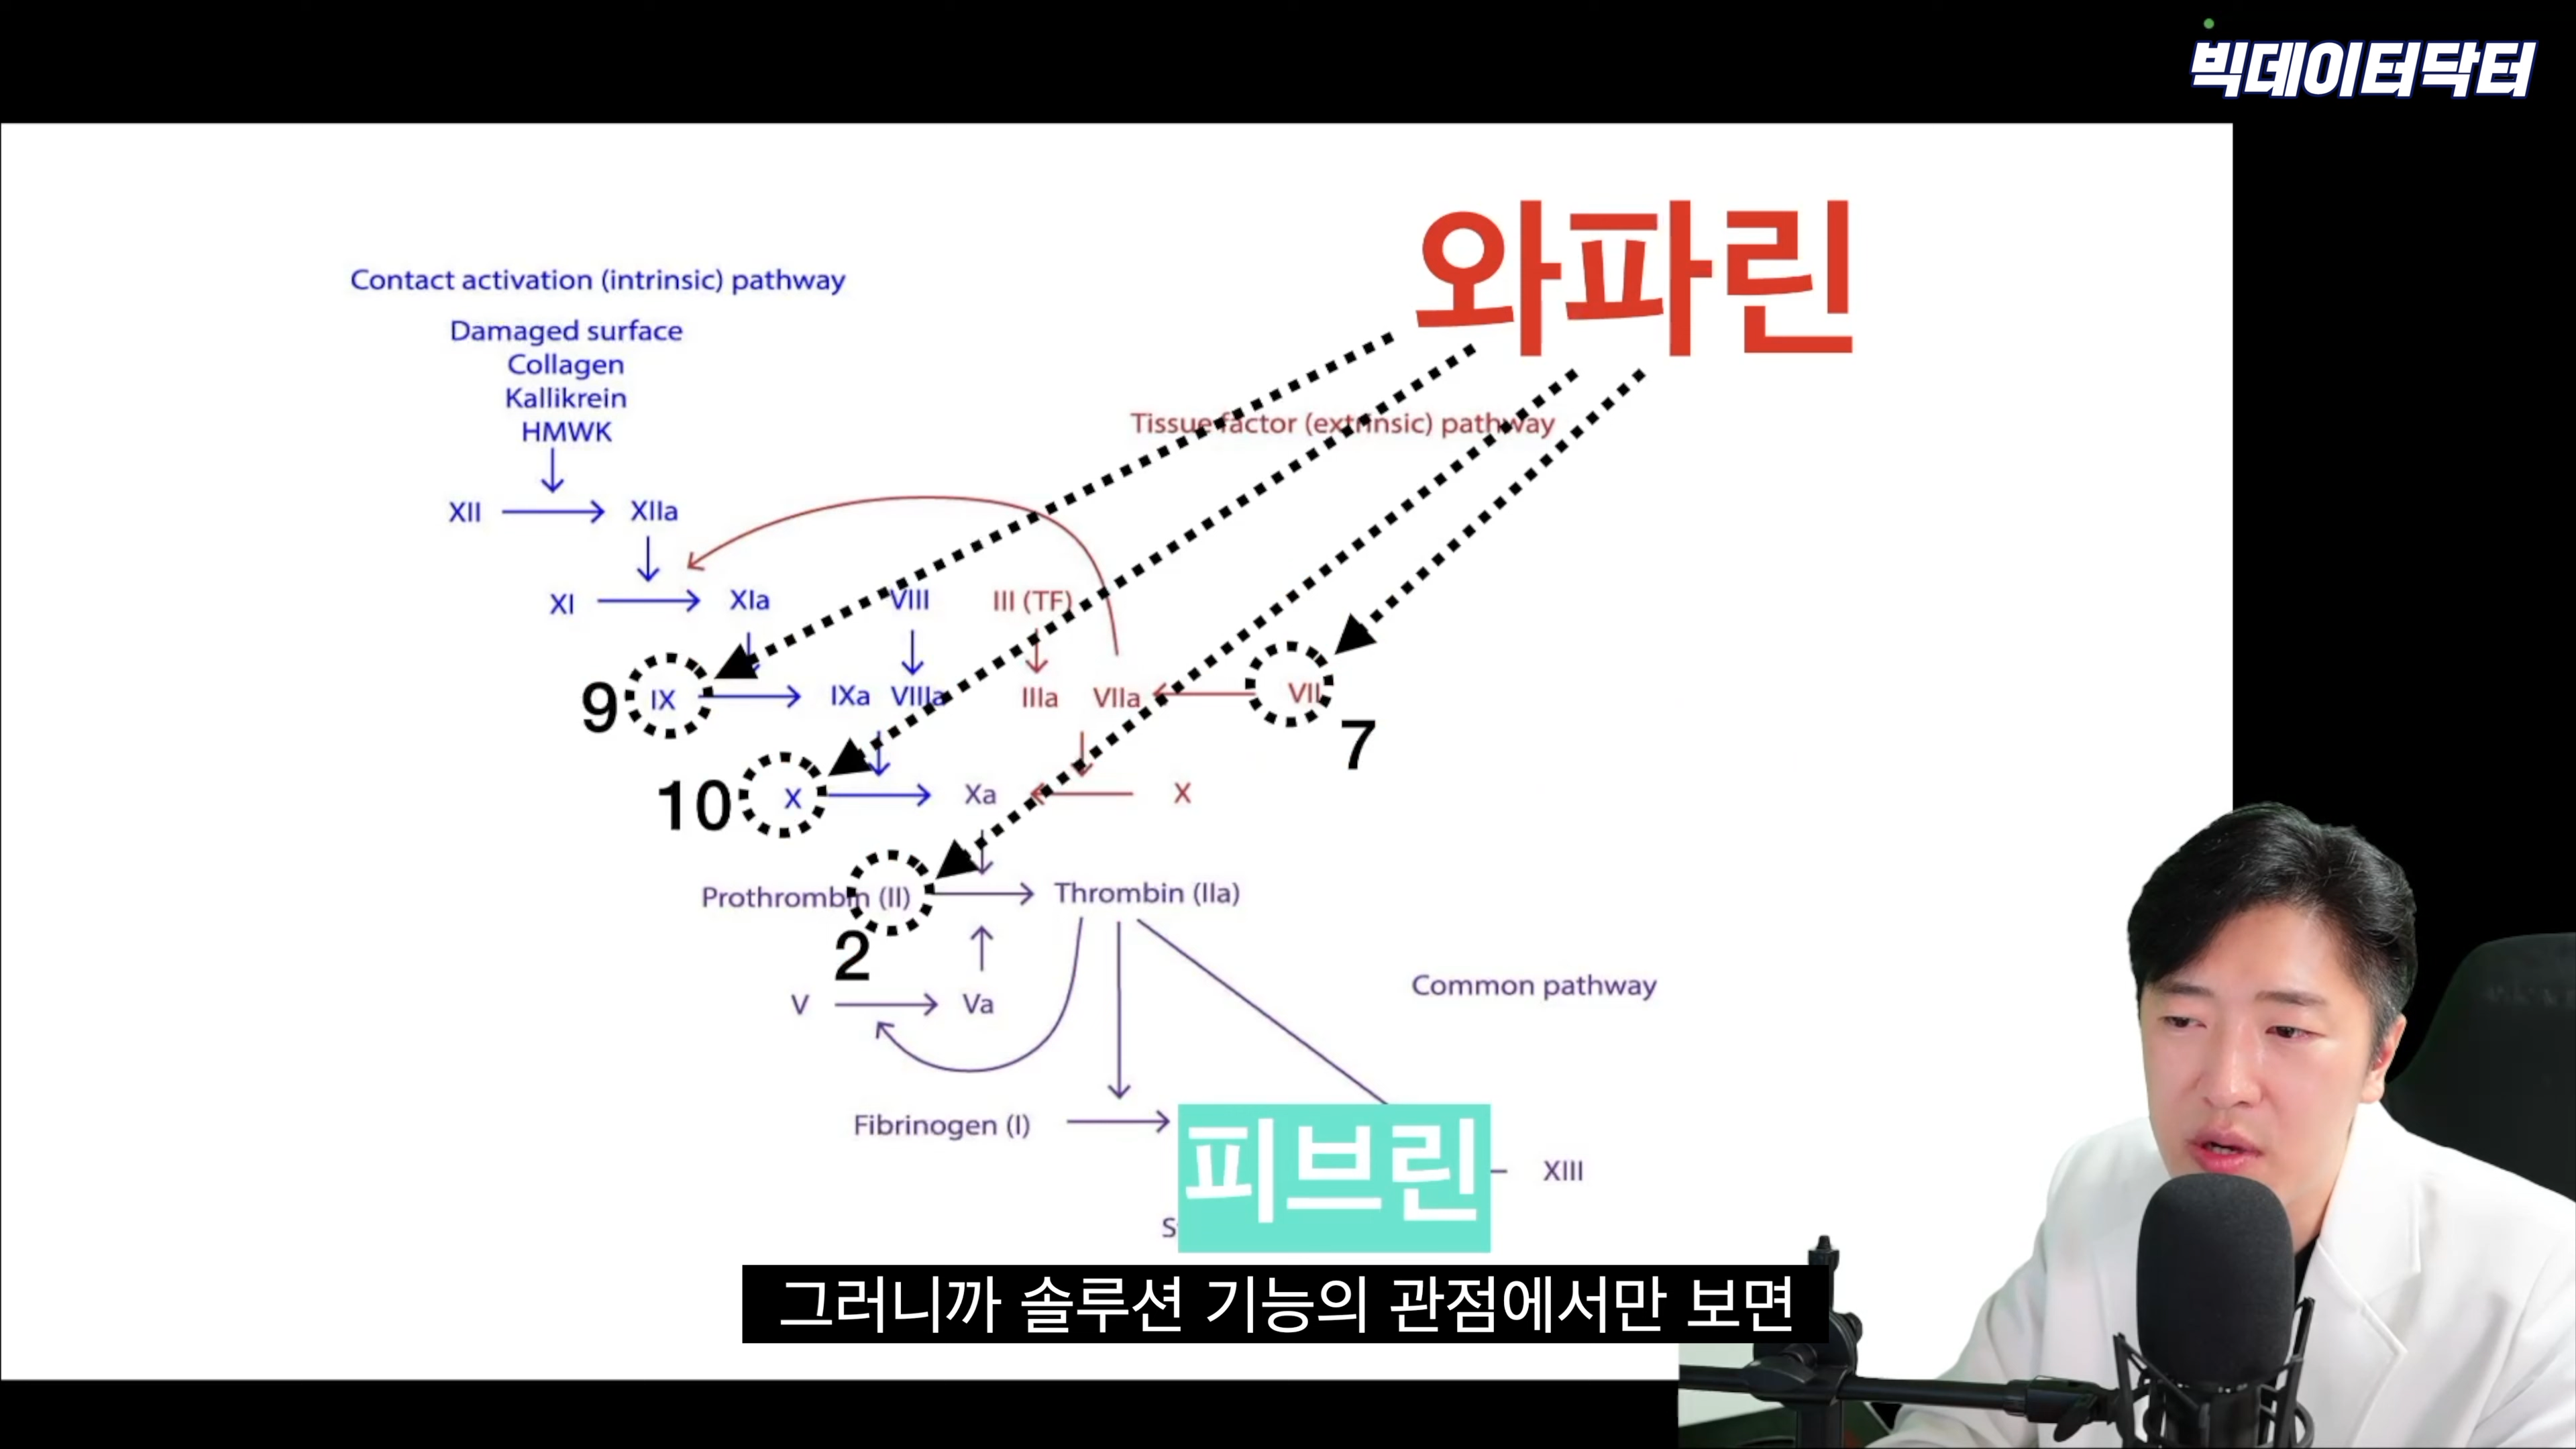 빅데이터닥터
와파린
Contact activation (intrinsic) pathway
Damaged surface
Collagen
Kallikrein
HMWK
Tissue factor (extrinsic) pathway
XII XIIa
XI XIa VIII III (TF)
9 IX IXa VIIIa IIIa VIIa VII
7
10 X Xa X
Prothrombin (II) Thrombin (IIa)
2
V Va
Common pathway
Fibrinogen (I) 피브린
XIII
그러니까 솔루션 기능의 관점에서만 보면